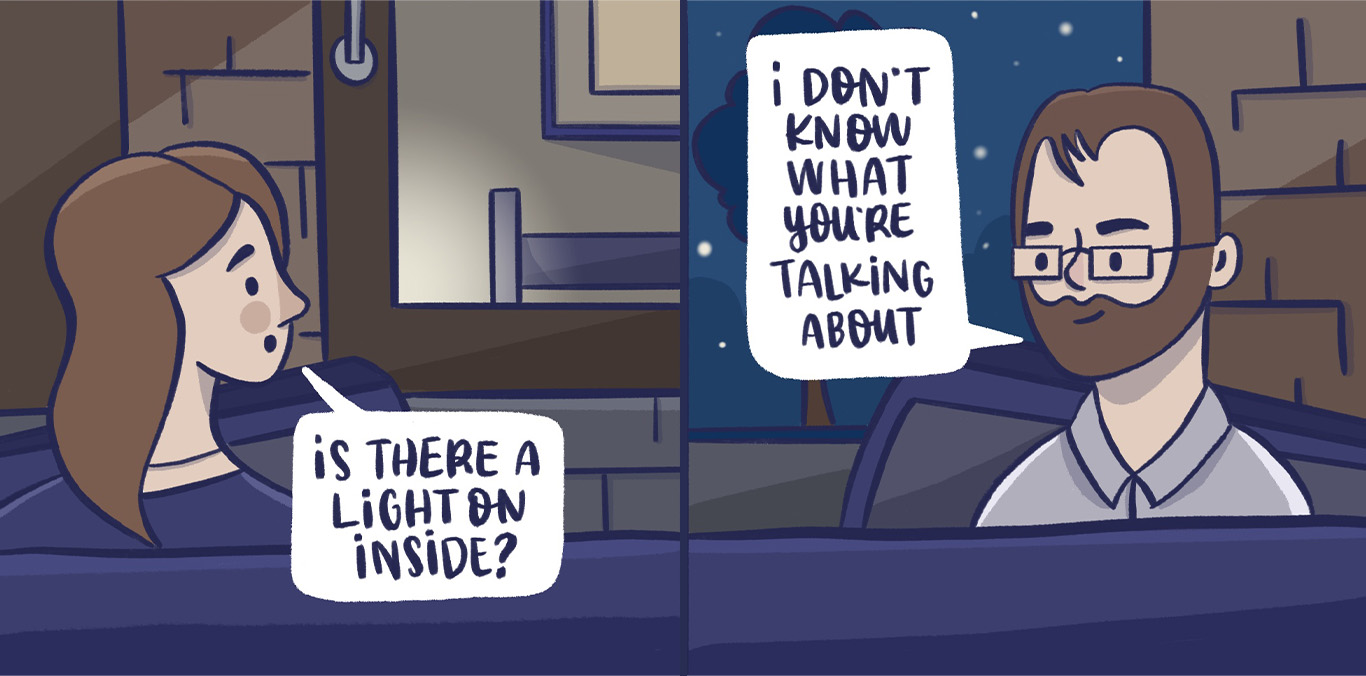 iS THERE A
LiGHT ON
iNSiDE?
i DON'T
KNOW
WHAT
YOU'RE
TALKiNG
ABOUT